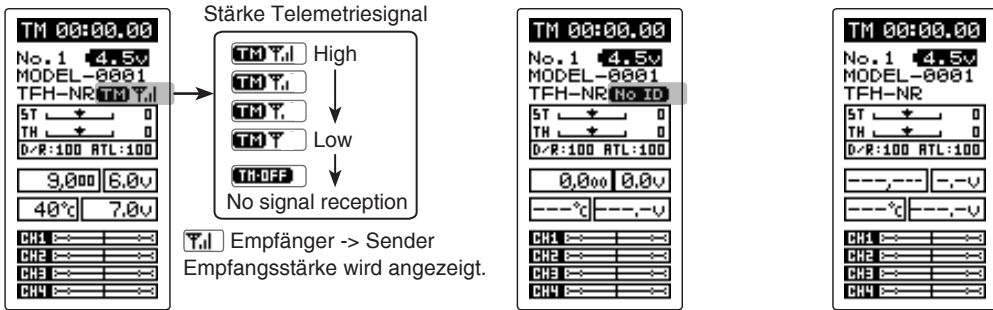 Stärke Telemetriesignal
TM 00:00.00
No.1 4.5v
MODEL-0001
TFH-NR TM
ST 0
TH 0
D/R:100 ATL:100
9,000 6.0v
40°c 7.0v
CH1
CH2
CH3
CH4
TM High
TM
TM
TM Low
TM-OFF
No signal reception
Empfänger -> Sender
Empfangsstärke wird angezeigt.
TM 00:00.00
No.1 4.5v
MODEL-0001
TFH-NR No ID
ST 0
TH 0
D/R:100 ATL:100
0,000 0.0v
---°c ---.-v
CH1
CH2
CH3
CH4
TM 00:00.00
No.1 4.5v
MODEL-0001
TFH-NR
ST 0
TH 0
D/R:100 ATL:100
---,--- -.-v
---°c ---.-v
CH1
CH2
CH3
CH4